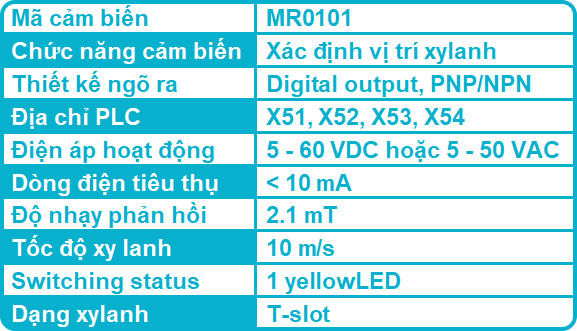 Mã cảm biến MR0101
Chức năng cảm biến Xác định vị trí xylanh
Thiết kế ngõ ra Digital output, PNP/NPN
Địa chỉ PLC X51, X52, X53, X54
Điện áp hoạt động 5 - 60 VDC hoặc 5 - 50 VAC
Dòng điện tiêu thụ < 10 mA
Độ nhạy phản hồi 2.1 mT
Tốc độ xy lanh 10 m/s
Switching status 1 yellowLED
Dạng xylanh T-slot